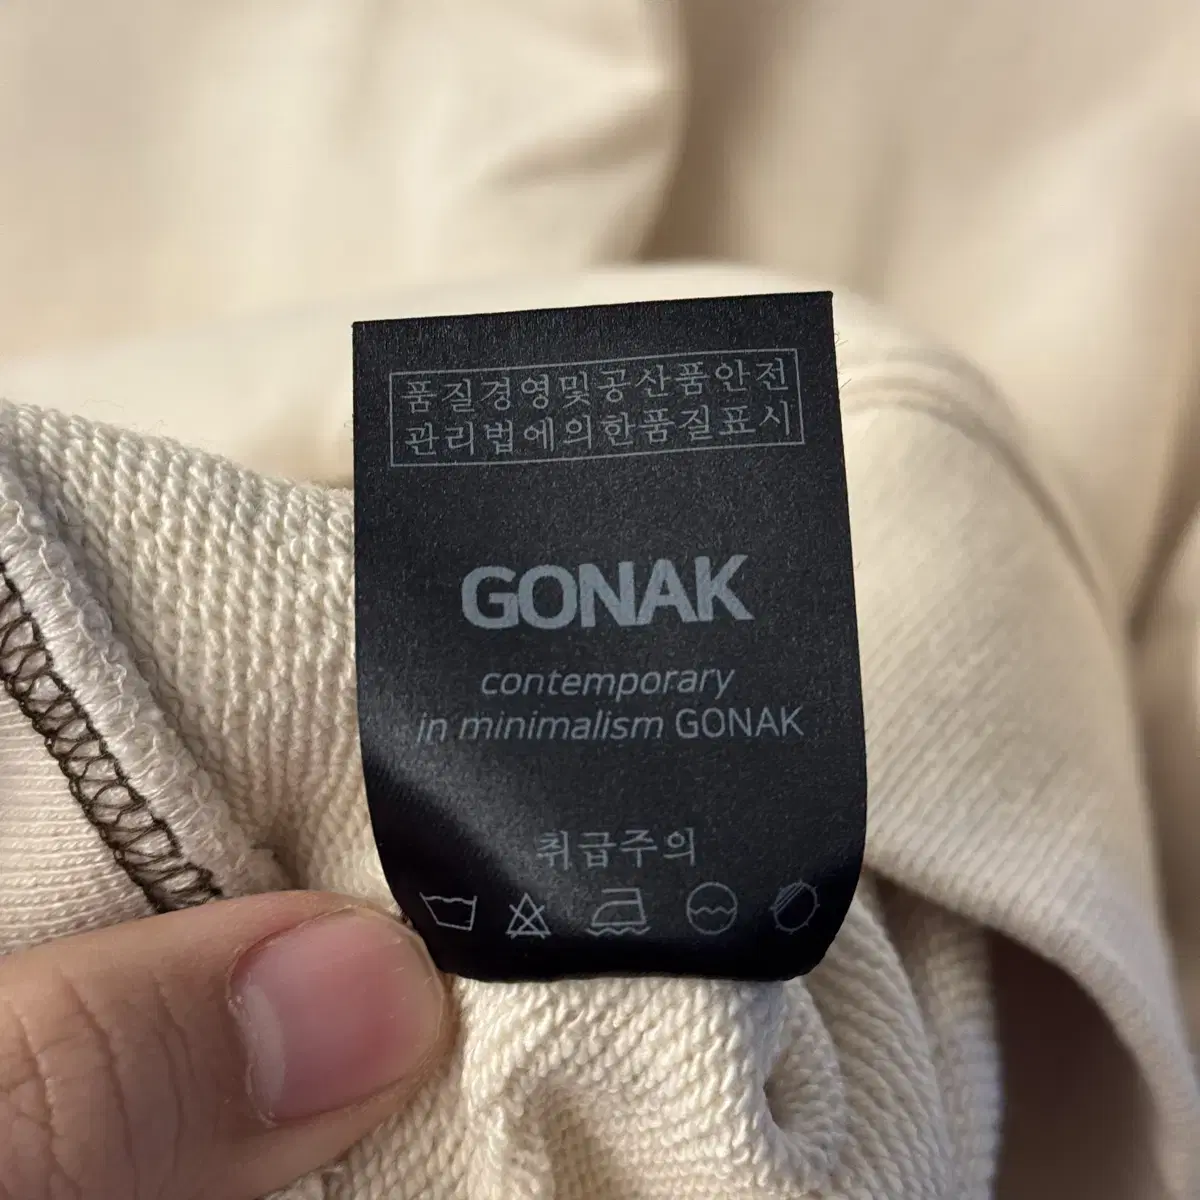 품질경영및공산품안전
관리법에의한품질표시
GONAK
contemporary
in minimalism GONAK
취급주의